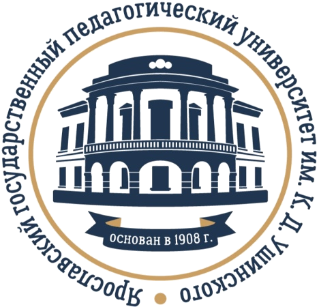 Ярославский государственный педагогический университет им. К. Д. Ушинского
основан в 1908 г.